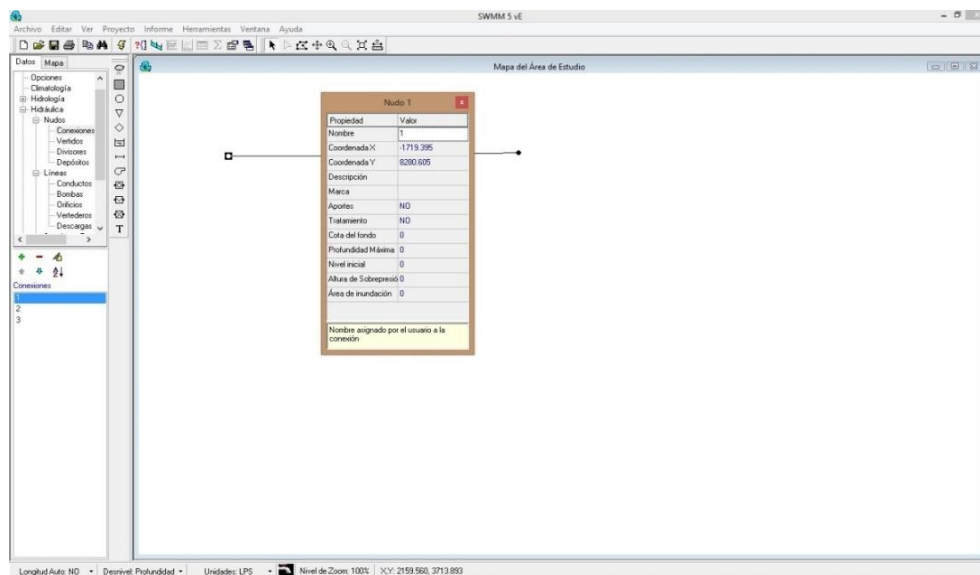 SWMM 5 vE
Archivo Editar Ver Proyecto Informe Herramientas Ventana Ayuda
Datos Mapa
Opciones
Climatología
Hidrología
Hidráulica
Nudos
Conexiones
Vertidos
Divisores
Depósitos
Líneas
Conductos
Bombas
Orificios
Vertederos
Descargas
T
Conexiones
1
2
3
Mapa del Área de Estudio
Nudo 1
Propiedad Valor
Nombre 1
Coordenada X -1719.395
Coordenada Y 8280.605
Descripción
Marca
Aportes NO
Tratamiento NO
Cota del fondo 0
Profundidad Máxima 0
Nivel inicial 0
Altura de Sobrepresió 0
Área de inundación 0
Nombre asignado por el usuario a la
conexión
Longitud Auto: NO Desnivel: Profundidad Unidades: LPS Nivel de Zoom: 100% X,Y: 2159.560, 3713.893